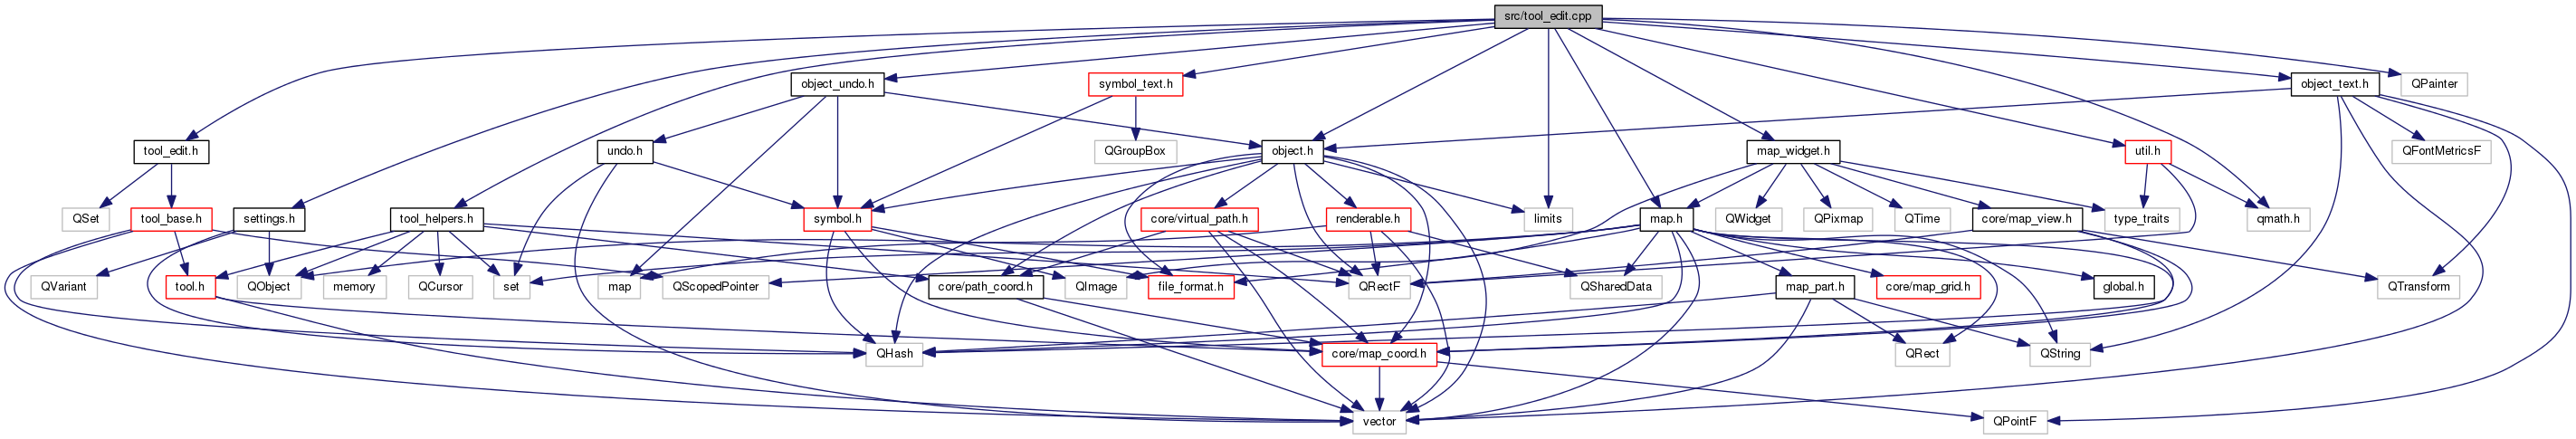 src/tool_edit.cpp
object_undo.h
symbol_text.h
object_text.h
QPainter
tool_edit.h
undo.h
QGroupBox
object.h
map_widget.h
util.h
QFontMetricsF
QSet
tool_base.h
settings.h
tool_helpers.h
symbol.h
core/virtual_path.h
renderable.h
limits
map.h
QWidget
QPixmap
QTime
core/map_view.h
type_traits
qmath.h
QVariant
tool.h
QObject
memory
QCursor
set
map
QScopedPointer
core/path_coord.h
QImage
file_format.h
QRectF
QSharedData
map_part.h
core/map_grid.h
global.h
QTransform
QHash
core/map_coord.h
QRect
QString
vector
QPointF